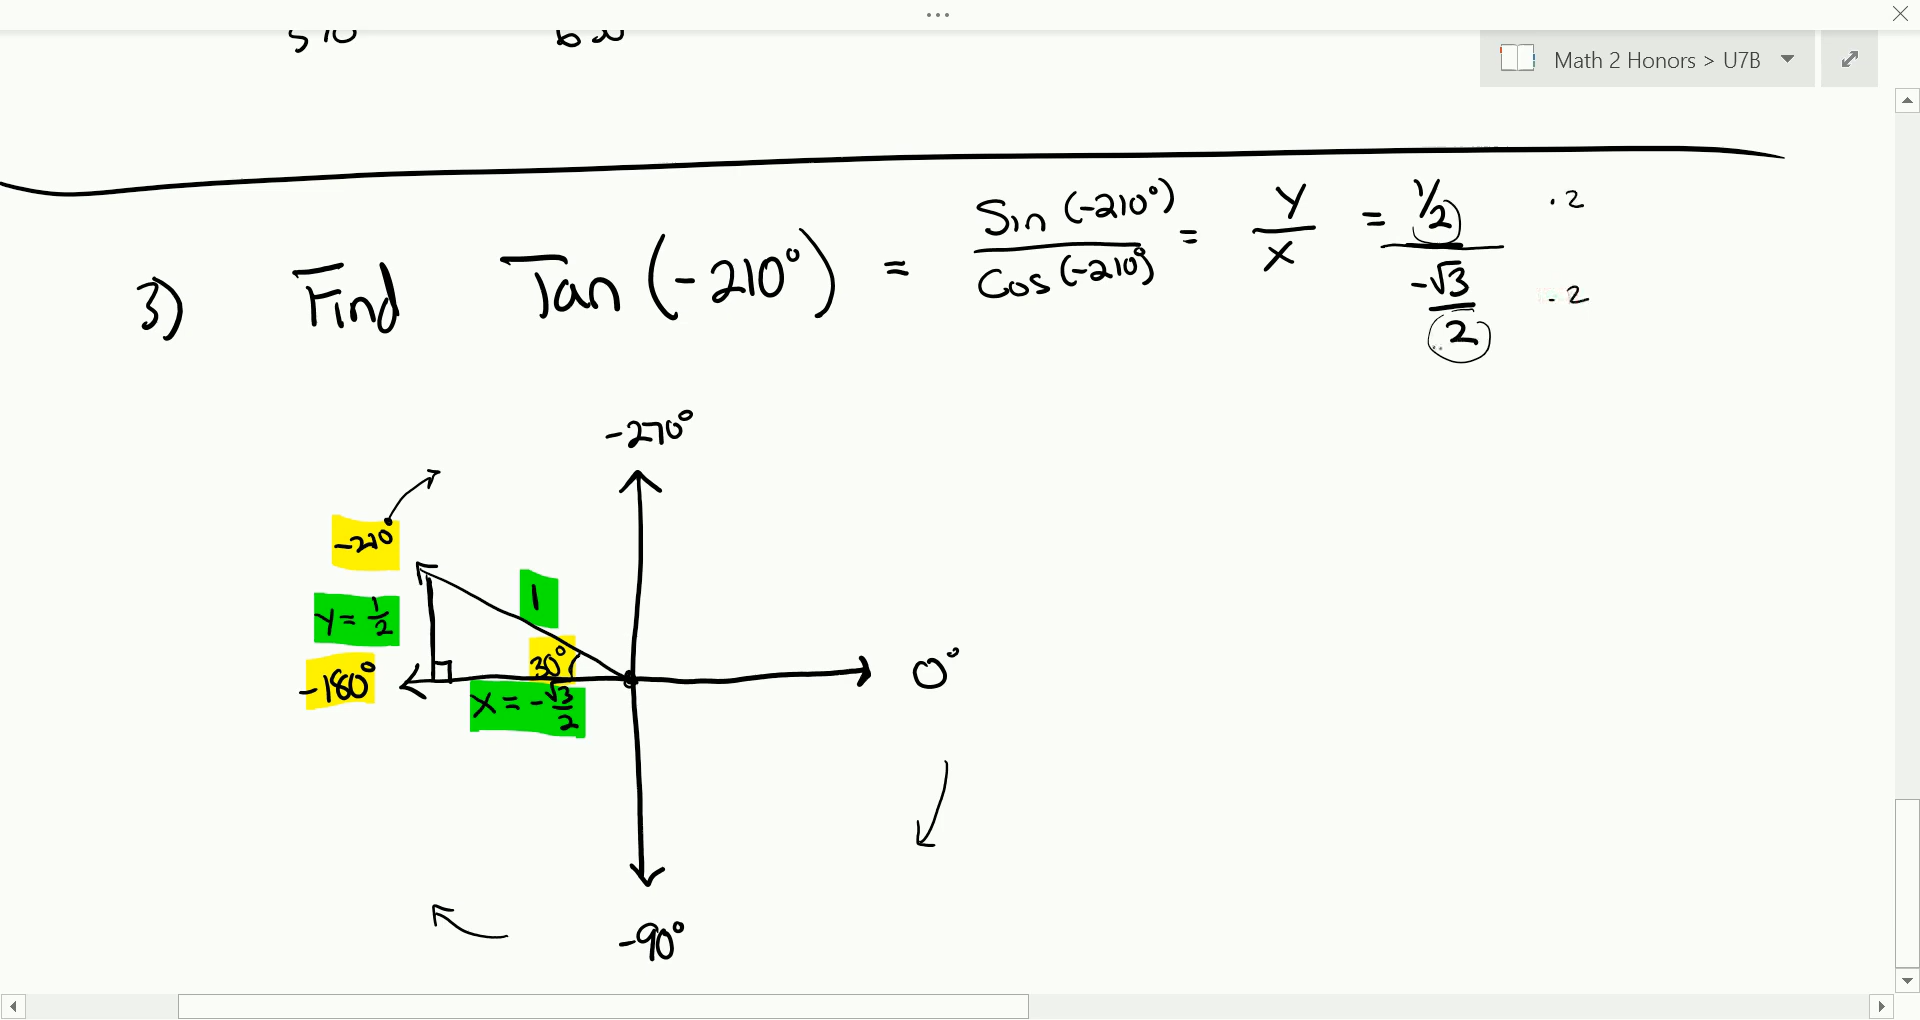 Math 2 Honors > U7B
3) Find Tan (-210°) = Sin (-210°) / Cos (-210°) = Y / X = 1/2 / -√3/2 · 2 · 2
-270°
-210°
1
Y = 1/2
30°
-180°
0°
X = -√3/2
-90°